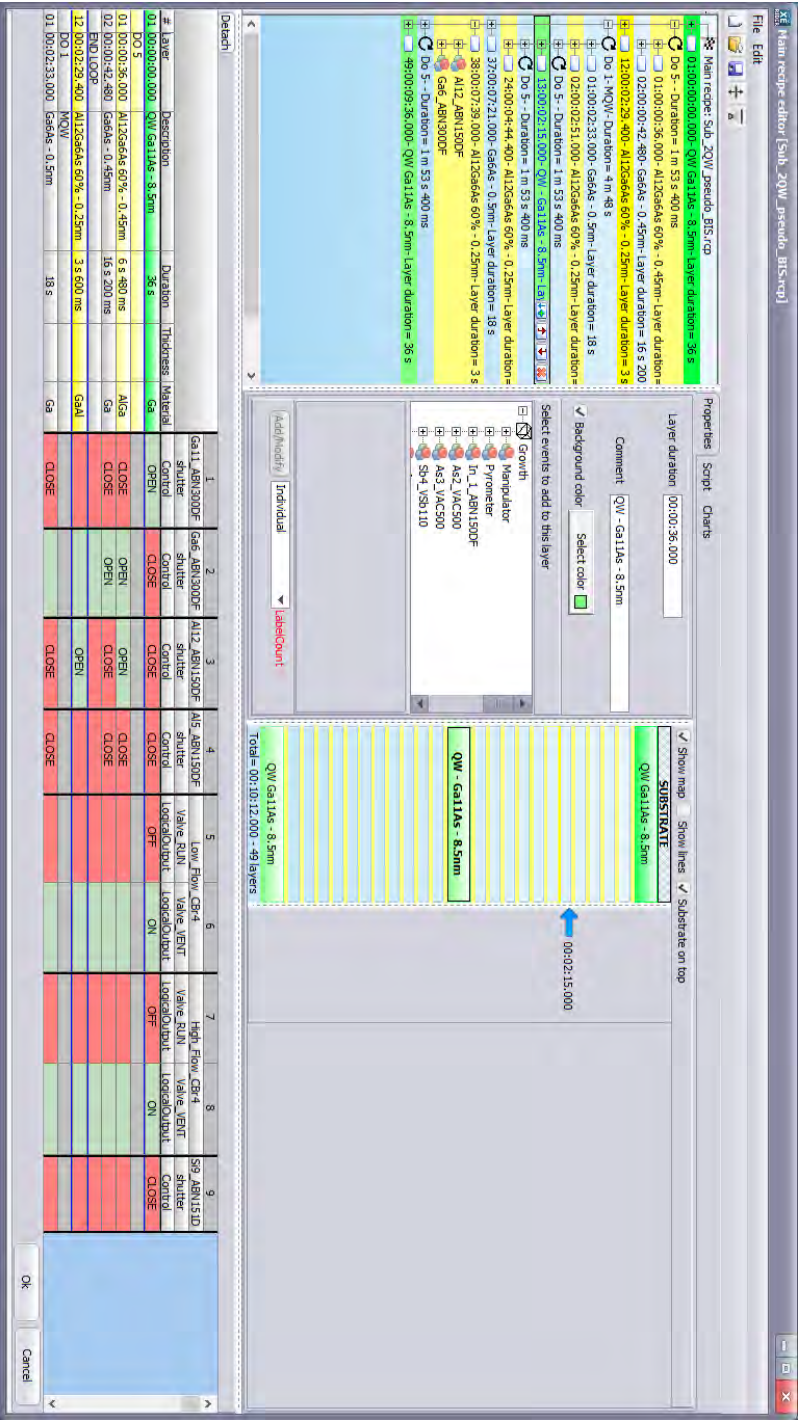 Main recipe editor [Sub_2QW_pseudo_BIS.rcp]
File Edit
Main recipe: Sub_2QW_pseudo_BIS.rcp
01:00:00:00.000- QW Ga11As - 8.5nm- Layer duration= 36 s
Do 5- - Duration= 1 m 53 s 400 ms
01:00:00:36.000- Al12Ga6As 60% - 0.45nm- Layer duration=
02:00:00:42.480- Ga6As - 0.45nm- Layer duration= 16 s 200
12:00:02:29.400- Al12Ga6As 60% - 0.25nm- Layer duration= 3 s
Do 1- MQW- Duration= 4 m 48 s
01:00:02:33.000- Ga6As - 0.5nm- Layer duration= 18 s
02:00:02:51.000- Al12Ga6As 60% - 0.25nm- Layer duration=
Do 5- - Duration= 1 m 53 s 400 ms
13:00:02:15.000- QW - Ga11As - 8.5nm- Lay
Do 5- - Duration= 1 m 53 s 400 ms
24:00:04:44.400- Al12Ga6As 60% - 0.25nm- Layer duration=
37:00:07:21.000- Ga6As - 0.5nm- Layer duration= 18 s
38:00:07:39.000- Al12Ga6As 60% - 0.25nm- Layer duration= 3 s
Al12_ABN150DF
Ga6_ABN300DF
Do 5- - Duration= 1 m 53 s 400 ms
49:00:09:36.000- QW Ga11As - 8.5nm- Layer duration= 36 s
Properties Script Charts
Layer duration 00:00:36.000
Comment QW - Ga11As - 8.5nm
Background color Select color
Select events to add to this layer
Growth
Manipulator
Pyrometer
In_1_ABN150DF
As2_VAC500
As3_VAC500
Sb4_VSb110
Add/Modify Individual LabelCount
Show map Show lines Substrate on top
SUBSTRATE
QW Ga11As - 8.5nm
00:02:15.000
QW - Ga11As - 8.5nm
QW Ga11As - 8.5nm
Total= 00:10:12.000 - 49 layers
Detach
1 2 3 4 5 6 7 8 9
Ga11_ABN300DF Ga6_ABN300DF Al12_ABN150DF Al5_ABN150DF Low_Flow_CBr4 High_Flow_CBr4 Si9_ABN151D
shutter shutter shutter shutter Valve_RUN Valve_VENT Valve_RUN Valve_VENT shutter
# Layer Description Duration Thickness Material Control Control Control Control LogicalOutput LogicalOutput LogicalOutput LogicalOutput Control
01 00:00:00.000 QW Ga11As - 8.5nm 36 s Ga OPEN CLOSE CLOSE CLOSE OFF ON OFF ON CLOSE
DO 5
01 00:00:36.000 Al12Ga6As 60% - 0.45nm 6 s 480 ms AlGa CLOSE OPEN OPEN CLOSE
02 00:00:42.480 Ga6As - 0.45nm 16 s 200 ms Ga CLOSE OPEN CLOSE CLOSE
END LOOP
12 00:02:29.400 Al12Ga6As 60% - 0.25nm 3 s 600 ms GaAl OPEN
DO 1 MQW
01 00:02:33.000 Ga6As - 0.5nm 18 s Ga CLOSE CLOSE CLOSE
Ok Cancel